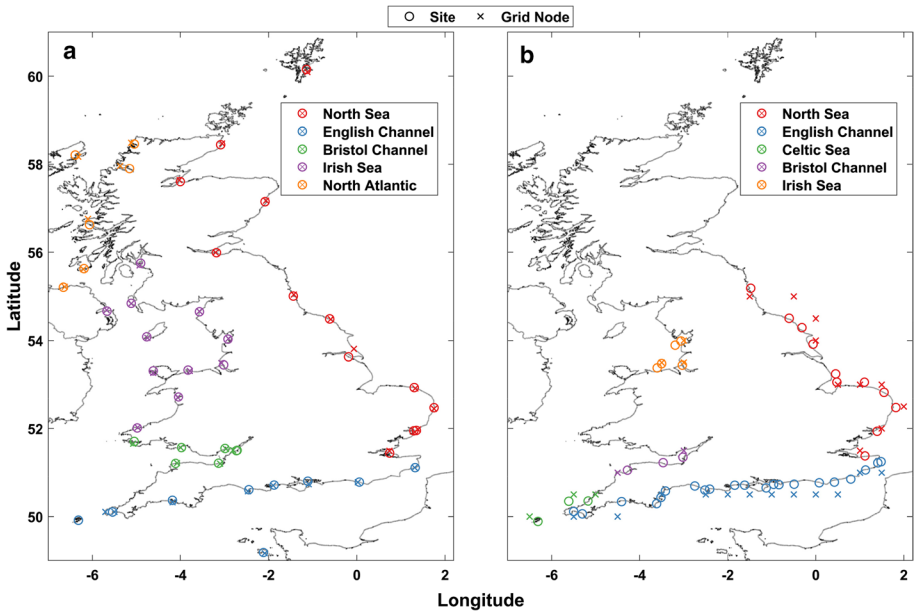 Site Grid Node
a
b
North Sea
English Channel
Bristol Channel
Irish Sea
North Atlantic
North Sea
English Channel
Celtic Sea
Bristol Channel
Irish Sea
60
58
56
54
52
50
Latitude
-6 -4 -2 0 2
-6 -4 -2 0 2
Longitude